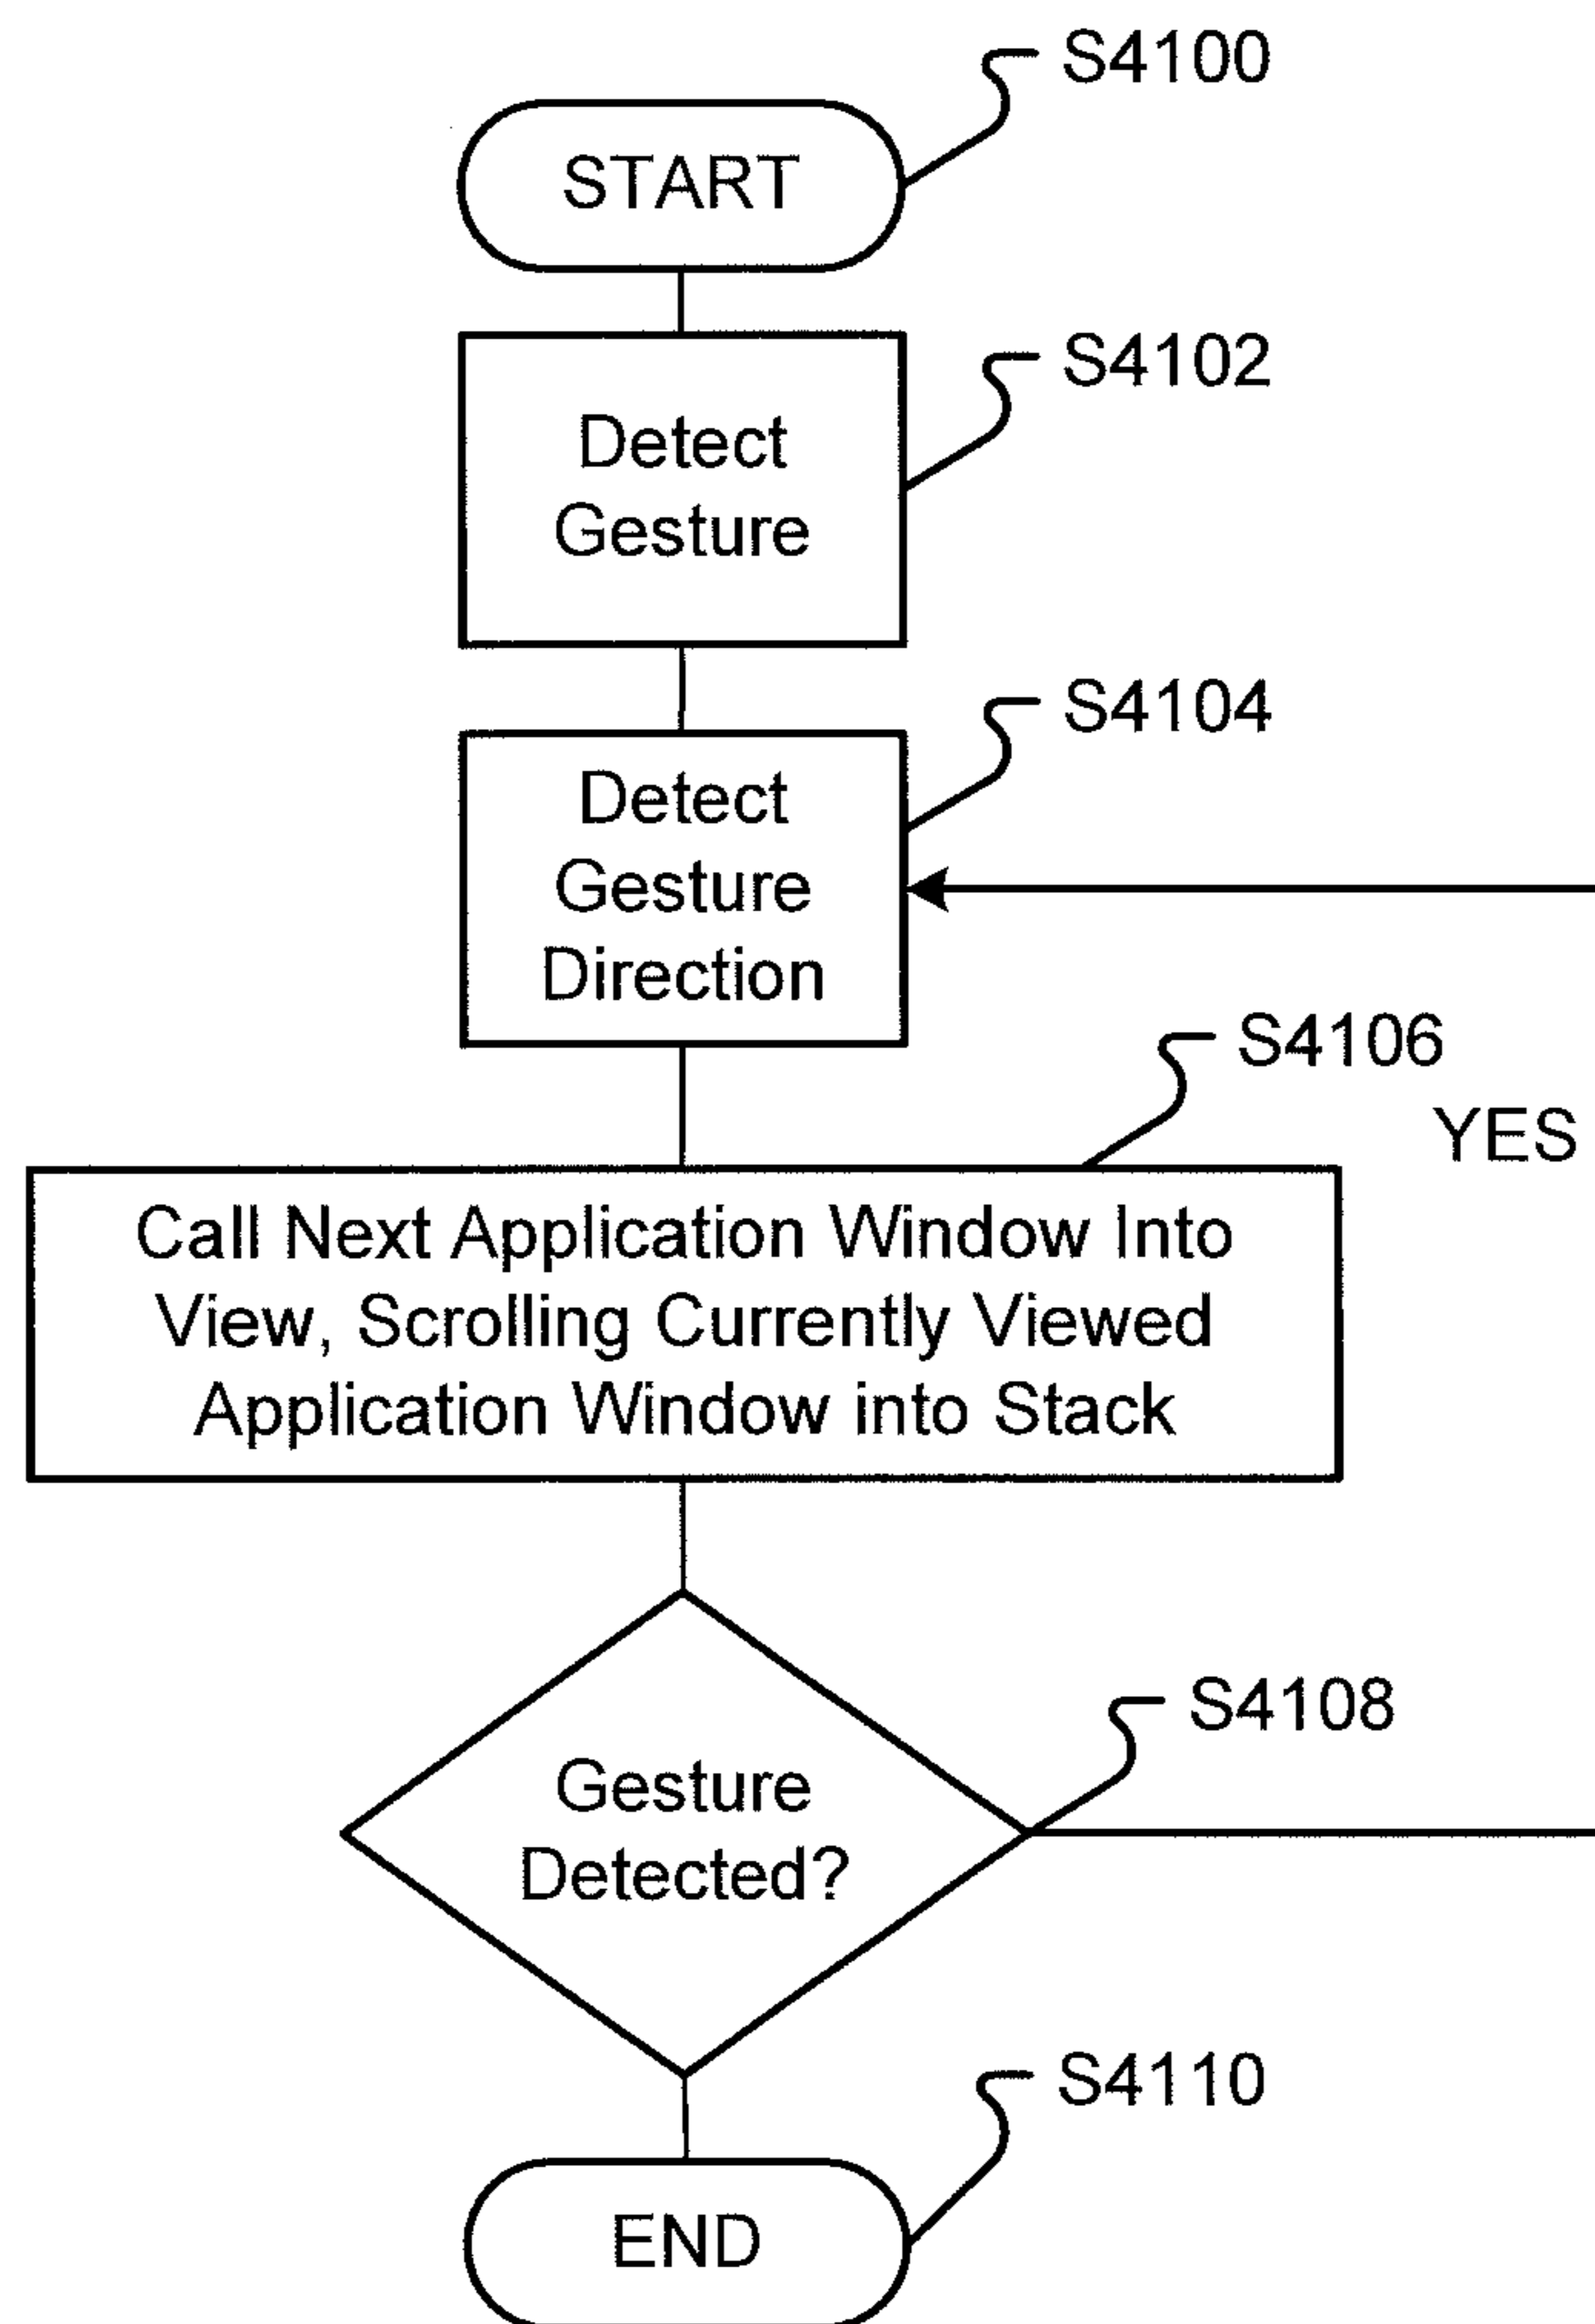 S4100
START
S4102
Detect
Gesture
S4104
Detect
Gesture
Direction
S4106
YES
Call Next Application Window Into
View, Scrolling Currently Viewed
Application Window into Stack
S4108
Gesture
Detected?
S4110
END